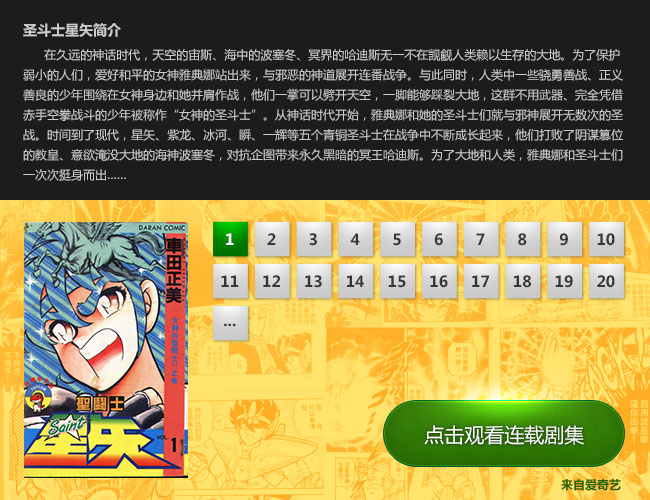 圣斗士星矢简介
在久远的神话时代，天空的宙斯、海中的波塞冬、冥界的哈迪斯无一不在觊觎人类赖以生存的大地。为了保护
弱小的人们，爱好和平的女神雅典娜站出来，与邪恶的神道展开连番战争。与此同时，人类中一些骁勇善战、正义
善良的少年围绕在女神身边和她并肩作战，他们一掌可以劈开天空，一脚能够踩裂大地，这群不用武器、完全凭借
赤手空拳战斗的少年被称作“女神的圣斗士”。从神话时代开始，雅典娜和她的圣斗士们就与邪神展开无数次的圣
战。时间到了现代，星矢、紫龙、冰河、瞬、一辉等五个青铜圣斗士在战争中不断成长起来，他们打败了阴谋篡位
的教皇、意欲淹没大地的海神波塞冬，对抗企图带来永久黑暗的冥王哈迪斯。为了大地和人类，雅典娜和圣斗士们
一次次挺身而出......
DARAN COMIC
車田正美
聖闘士
Saint
星矢
VOL. 1
1 2 3 4 5 6 7 8 9 10
11 12 13 14 15 16 17 18 19 20
...
点击观看连载剧集
来自爱奇艺